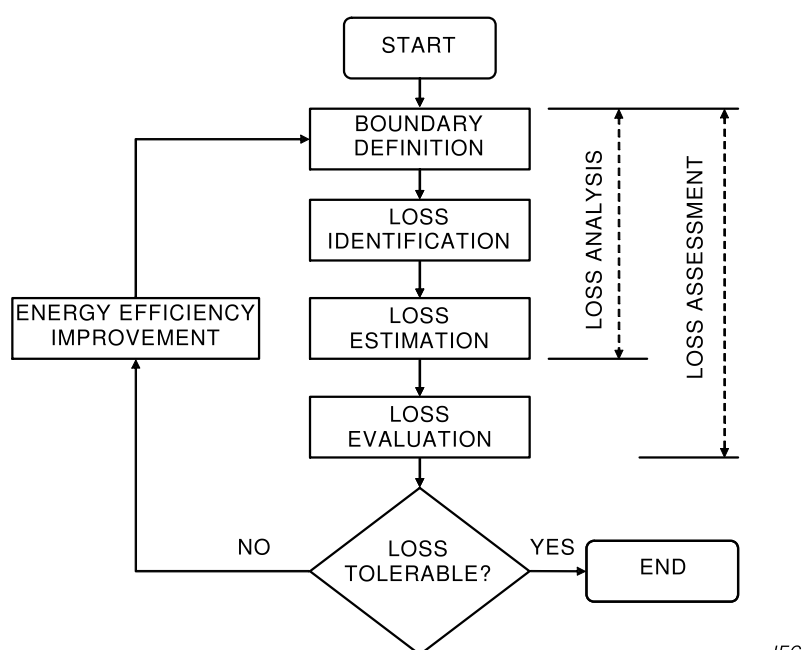 START
BOUNDARY
DEFINITION
LOSS
IDENTIFICATION
LOSS
ESTIMATION
LOSS
EVALUATION
LOSS
TOLERABLE?
NO
YES
END
ENERGY EFFICIENCY
IMPROVEMENT
LOSS ANALYSIS
LOSS ASSESSMENT